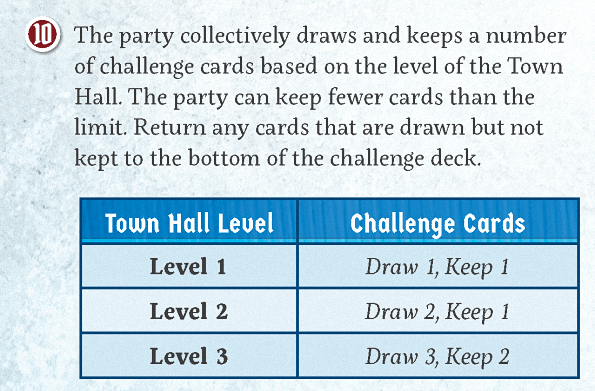 10 The party collectively draws and keeps a number
of challenge cards based on the level of the Town
Hall. The party can keep fewer cards than the
limit. Return any cards that are drawn but not
kept to the bottom of the challenge deck.
Town Hall Level Challenge Cards
Level 1 Draw 1, Keep 1
Level 2 Draw 2, Keep 1
Level 3 Draw 3, Keep 2